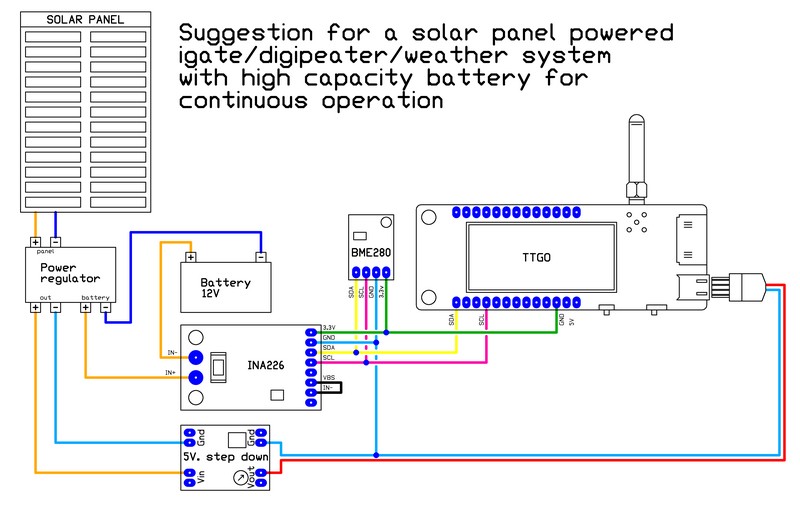 SOLAR PANEL
Suggestion for a solar panel powered
igate/digipeater/weather system
with high capacity battery for
continuous operation
+ -
panel
Power
regulator
out battery
+ - + -
+ -
Battery
12V
BME280
SDA
SCL
GND
3.3v
TTGO
SDA
SCL
GND
5V
INA226
IN-
IN+
3.3V
GND
SDA
SCL
VBS
IN-
Gnd
Gnd
5V. step down
Vin
Vout